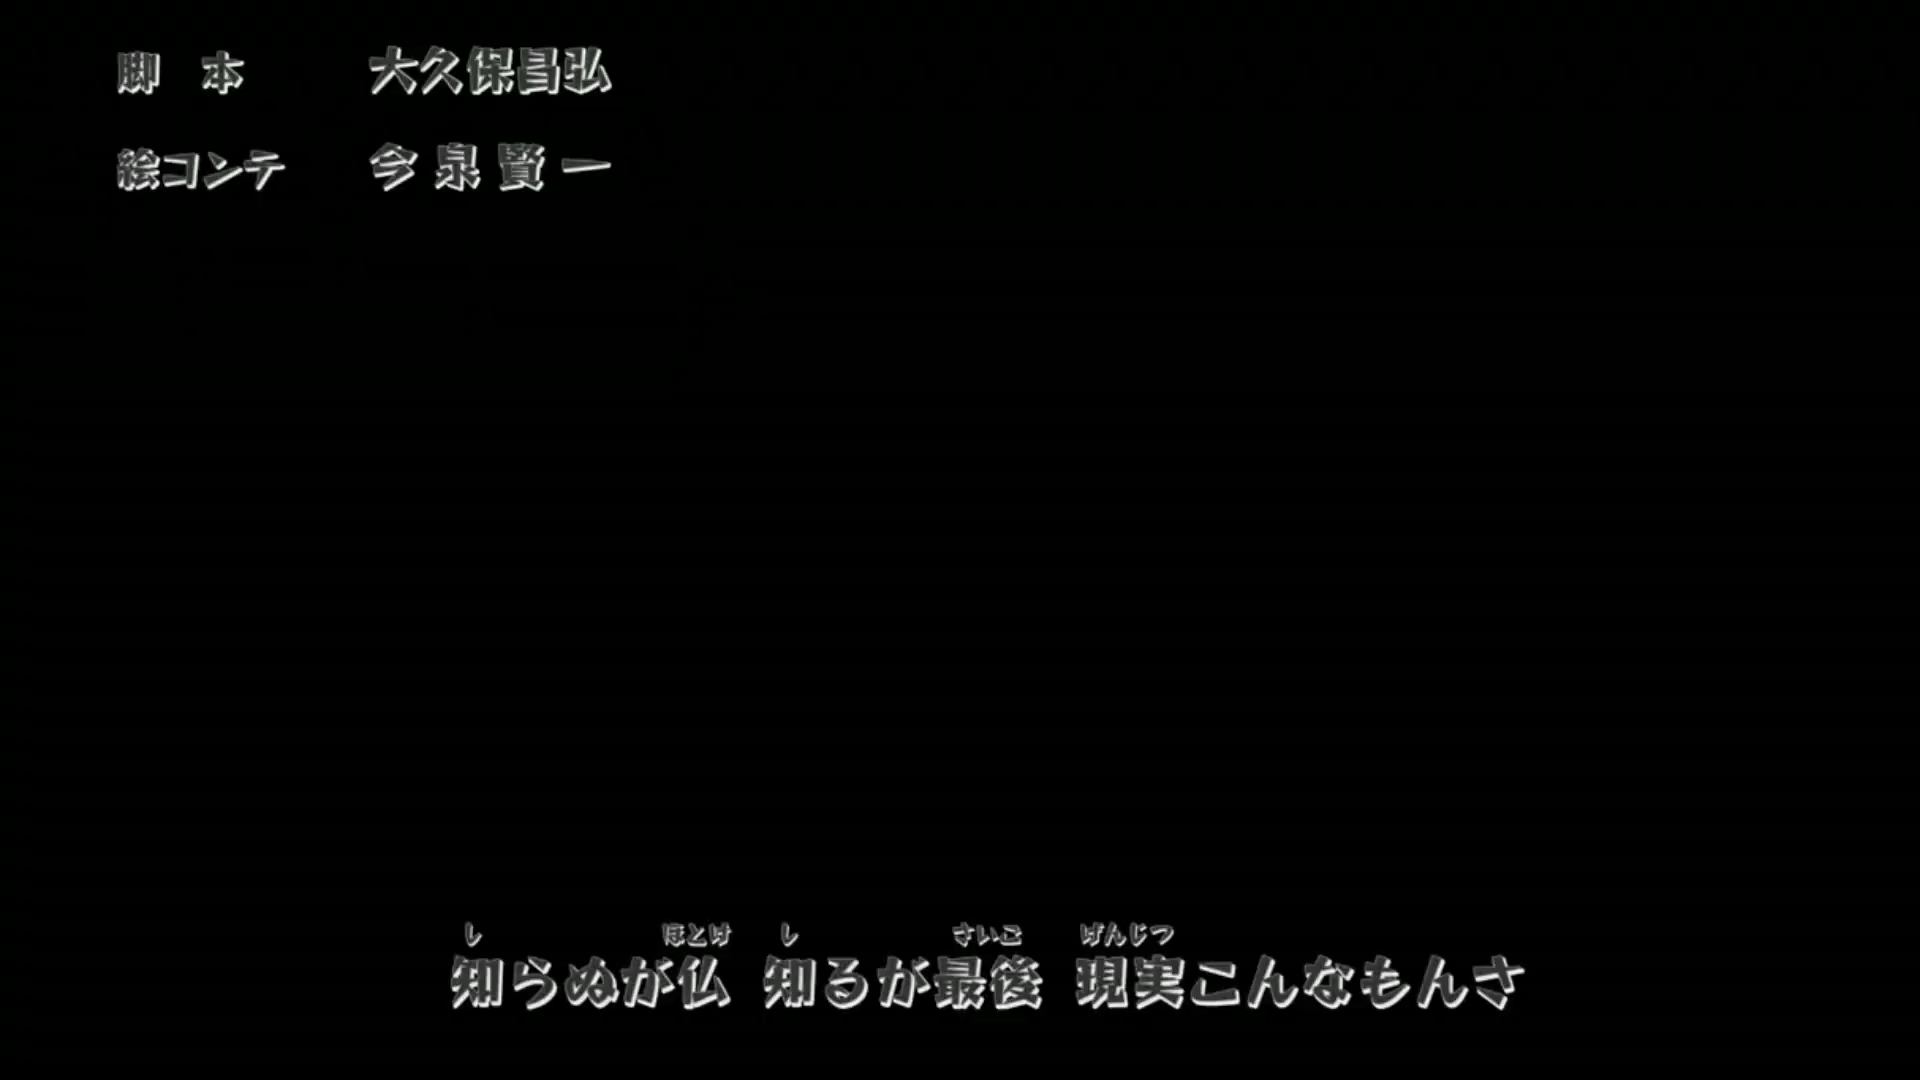 脚　本　　　大久保昌弘
絵コンテ　　今泉賢一
し　ほとけ　し　さいご　げんじつ
知らぬが仏　知るが最後　現実こんなもんさ